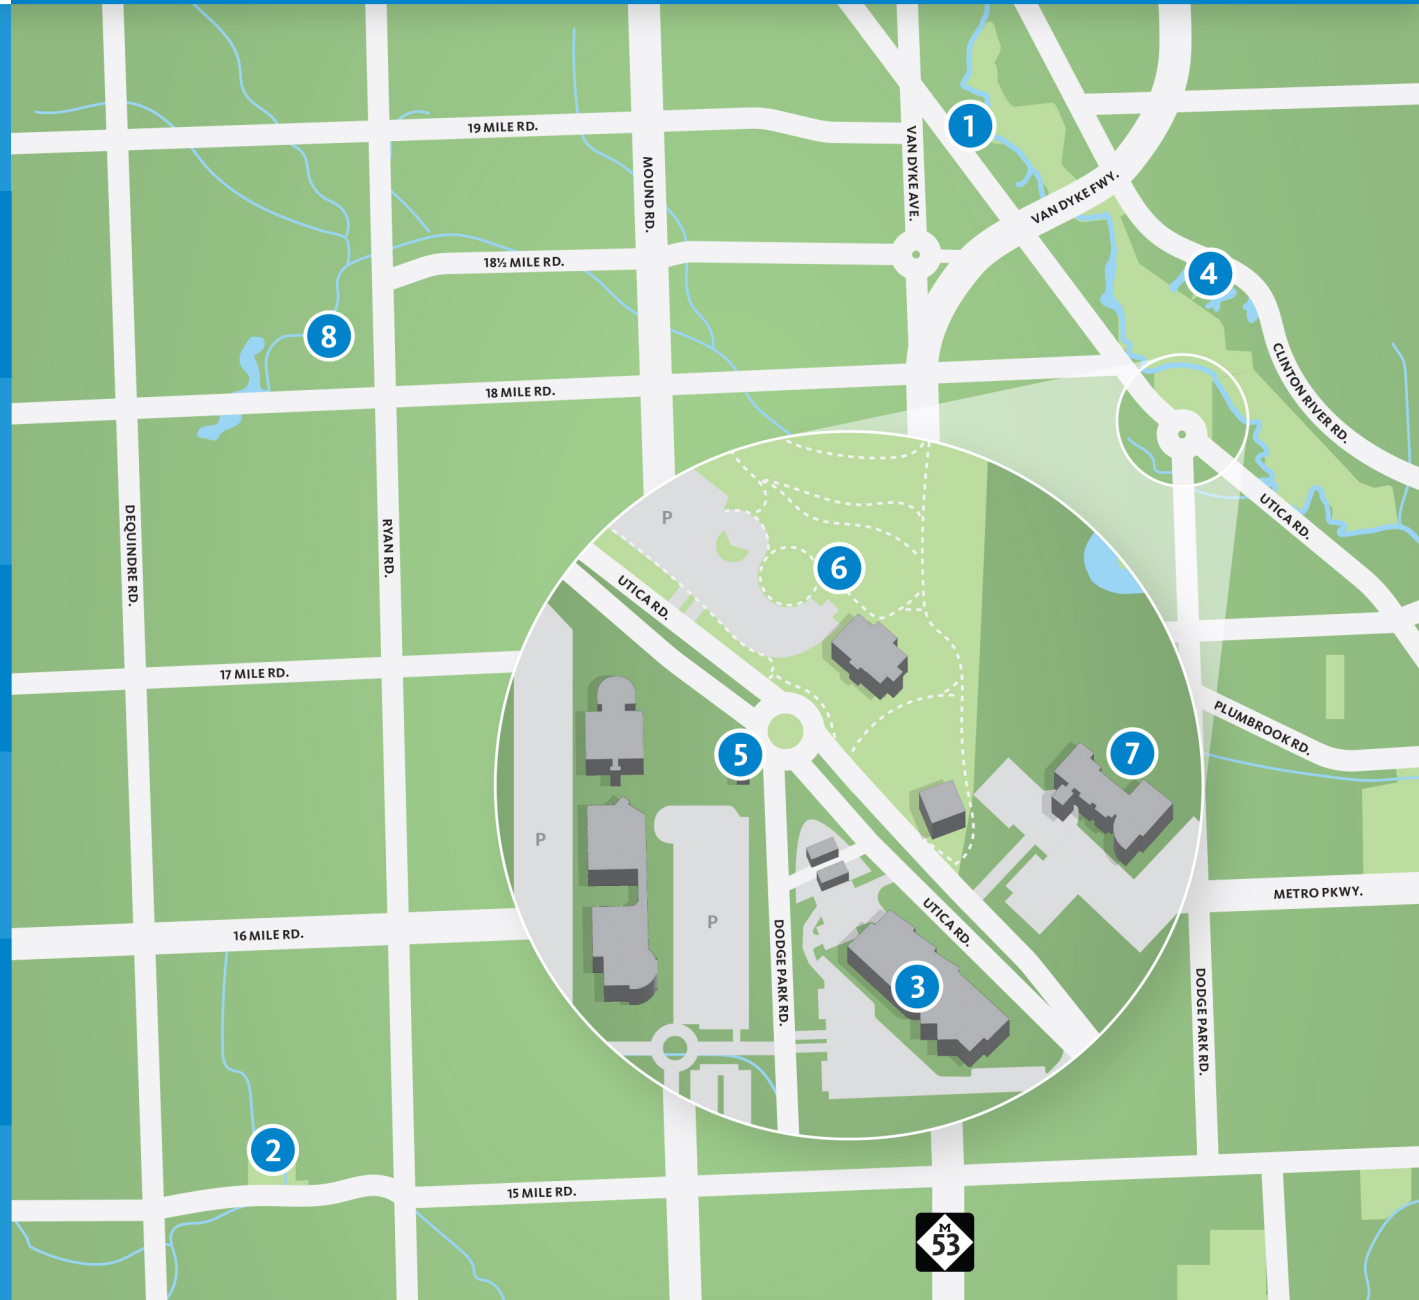 1
19 MILE RD.
VAN DYKE AVE.
MOUND RD.
VAN DYKE FWY.
18½ MILE RD.
4
8
18 MILE RD.
CLINTON RIVER RD.
DEQUINDRE RD.
RYAN RD.
P
UTICA RD.
6
UTICA RD.
17 MILE RD.
5
7
PLUMBROOK RD.
P
P
METRO PKWY.
16 MILE RD.
UTICA RD.
DODGE PARK RD.
3
DODGE PARK RD.
2
15 MILE RD.
M
53